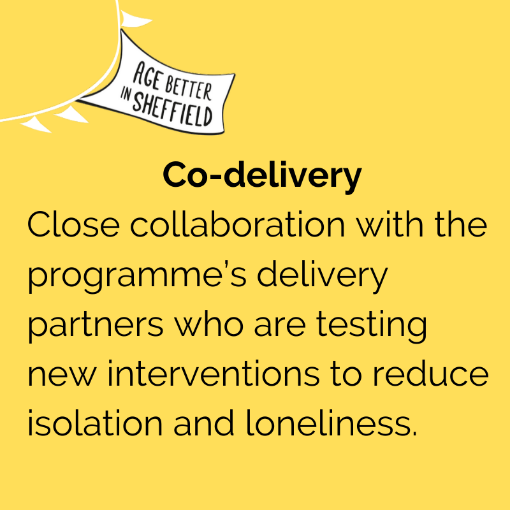 AGE BETTER
IN SHEFFIELD
Co-delivery
Close collaboration with the
programme's delivery
partners who are testing
new interventions to reduce
isolation and loneliness.